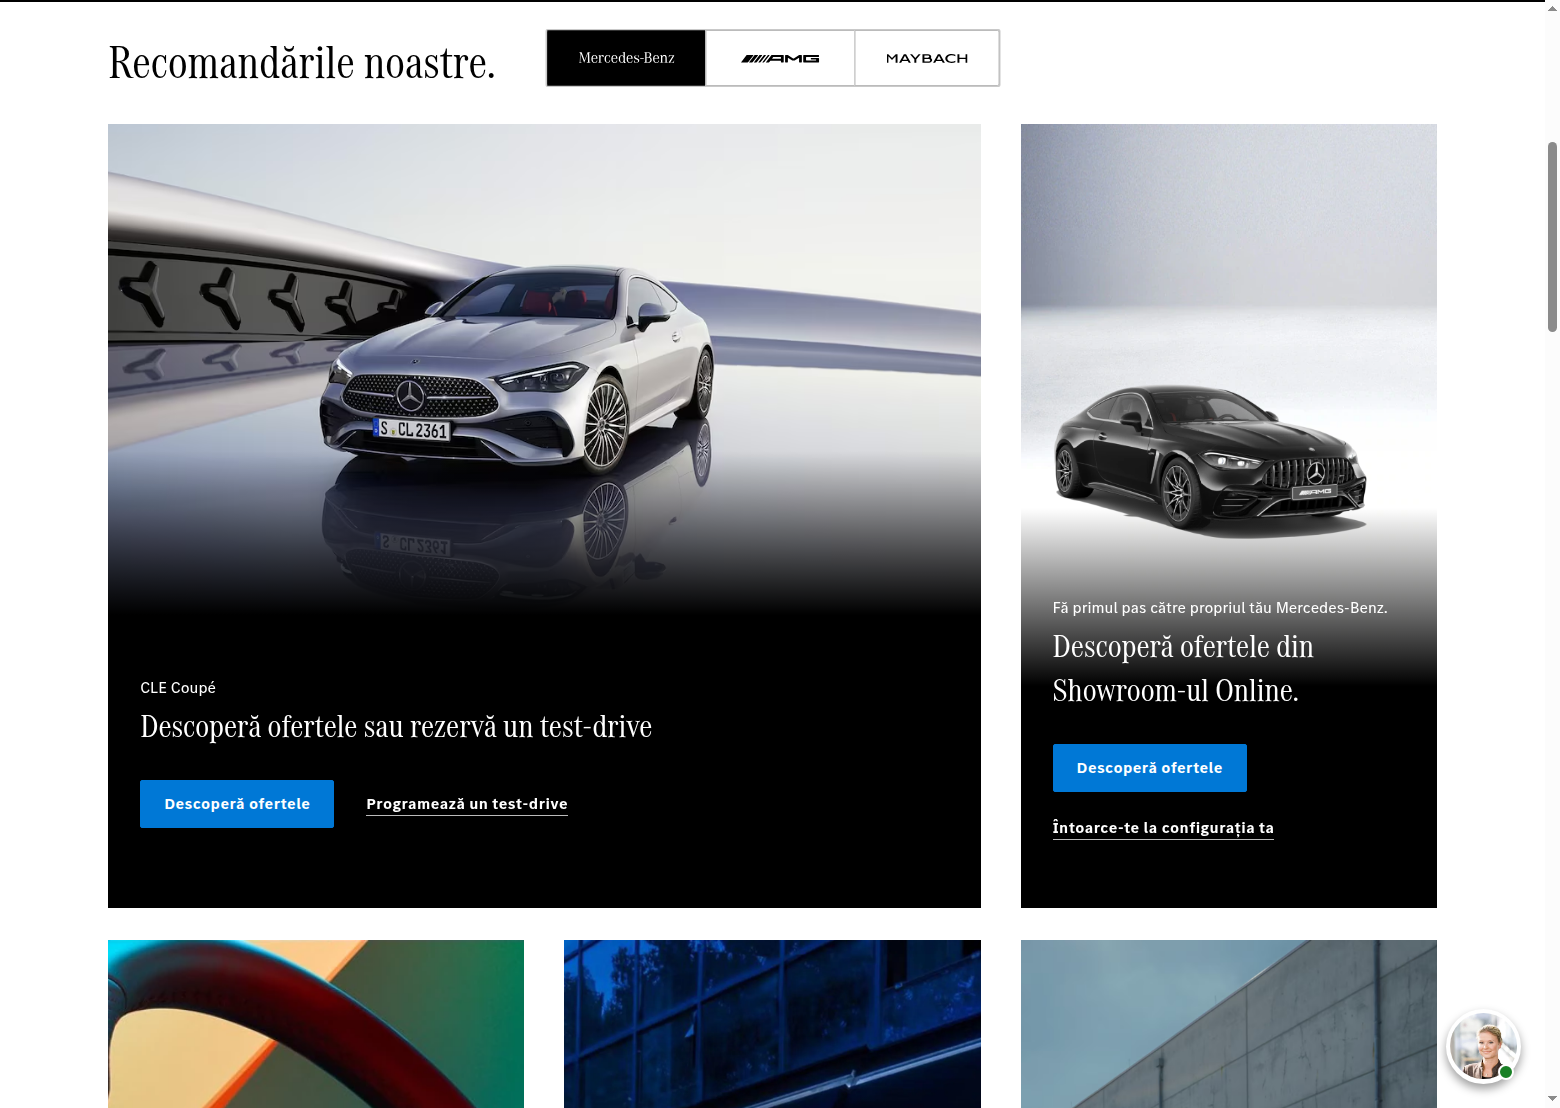 Recomandările noastre.
Mercedes-Benz
AMG
MAYBACH
S CL 2361
AMG
CLE Coupé
Descoperă ofertele sau rezervă un test-drive
Descoperă ofertele
Programează un test-drive
Fă primul pas către propriul tău Mercedes-Benz.
Descoperă ofertele din
Showroom-ul Online.
Descoperă ofertele
Întoarce-te la configurația ta